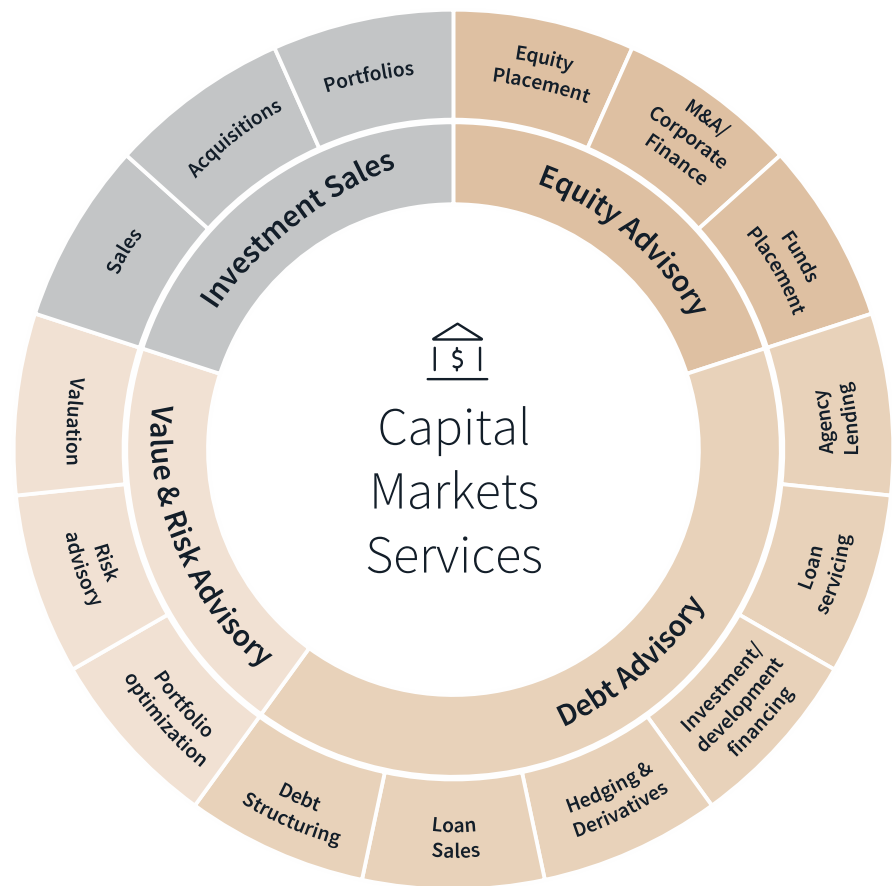 Capital
Markets
Services
$
Equity Advisory
Equity
Placement
M&A/
Corporate
Finance
Funds
Placement
Debt Advisory
Agency
Lending
Loan
servicing
Investment/
development
financing
Hedging &
Derivatives
Loan
Sales
Debt
Structuring
Value & Risk Advisory
Portfolio
optimization
Risk
advisory
Valuation
Investment Sales
Sales
Acquisitions
Portfolios